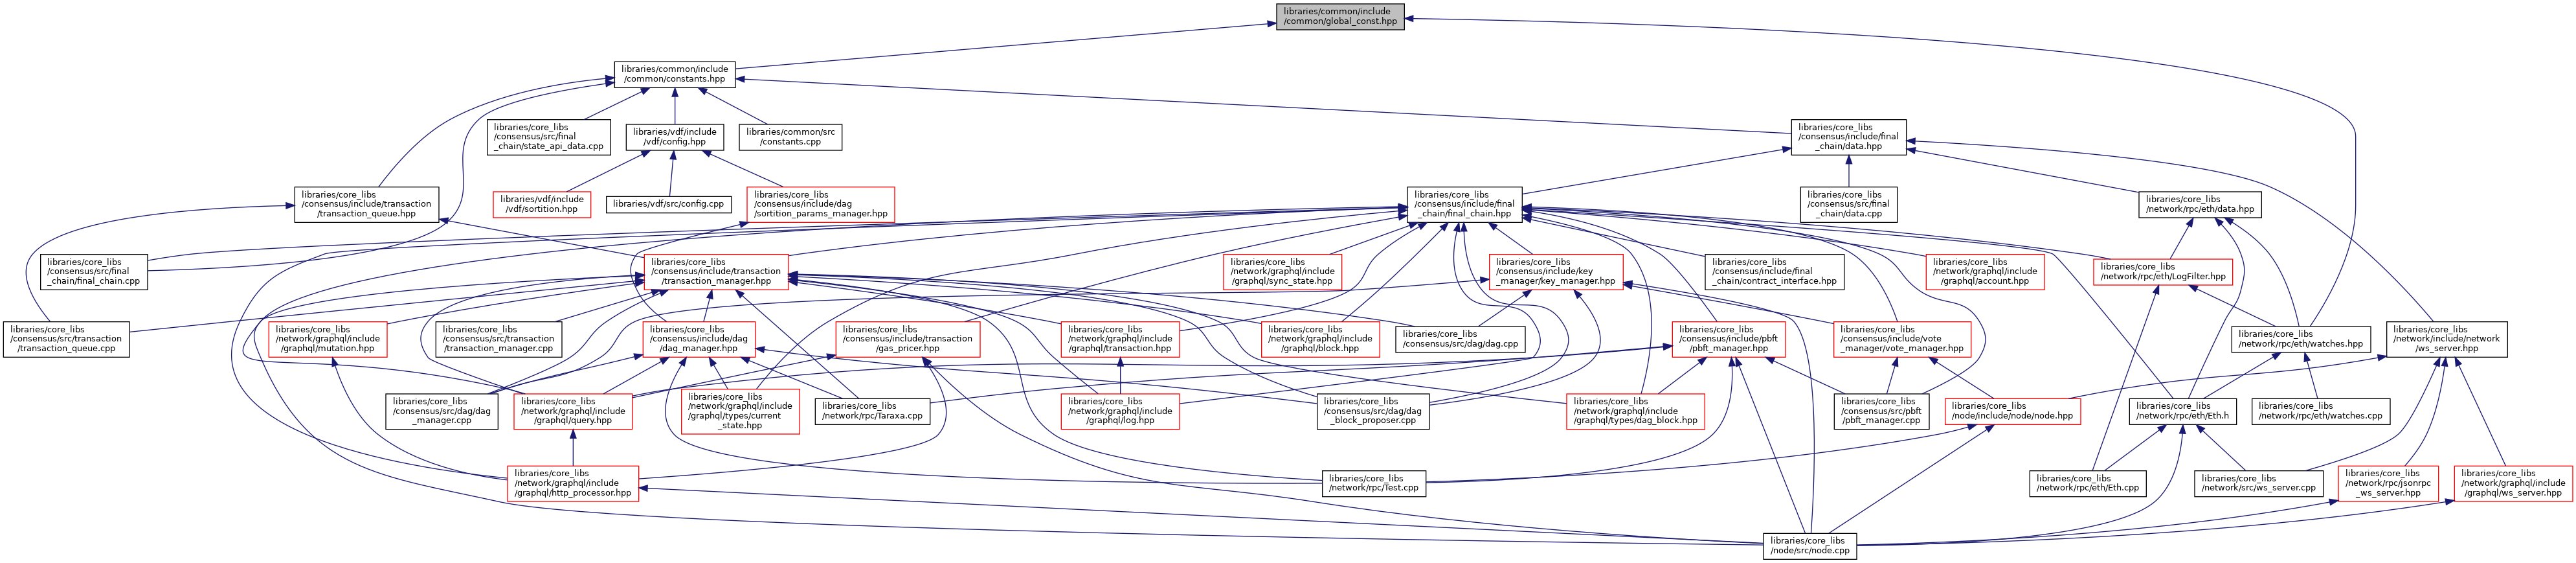 libraries/common/include
/common/global_const.hpp
libraries/common/include
/common/constants.hpp
libraries/core_libs
/consensus/src/final
_chain/state_api_data.cpp
libraries/vdf/include
/vdf/config.hpp
libraries/common/src
/constants.cpp
libraries/core_libs
/consensus/include/final
_chain/data.hpp
libraries/core_libs
/consensus/include/transaction
/transaction_queue.hpp
libraries/vdf/include
/vdf/sortition.hpp
libraries/vdf/src/config.cpp
libraries/core_libs
/consensus/include/dag
/sortition_params_manager.hpp
libraries/core_libs
/consensus/include/final
_chain/final_chain.hpp
libraries/core_libs
/consensus/src/final
_chain/data.cpp
libraries/core_libs
/network/rpc/eth/data.hpp
libraries/core_libs
/consensus/src/final
_chain/final_chain.cpp
libraries/core_libs
/consensus/include/transaction
/transaction_manager.hpp
libraries/core_libs
/network/graphql/include
/graphql/sync_state.hpp
libraries/core_libs
/consensus/include/key
_manager/key_manager.hpp
libraries/core_libs
/consensus/include/final
_chain/contract_interface.hpp
libraries/core_libs
/network/graphql/include
/graphql/account.hpp
libraries/core_libs
/network/rpc/eth/LogFilter.hpp
libraries/core_libs
/consensus/src/transaction
/transaction_queue.cpp
libraries/core_libs
/network/graphql/include
/graphql/mutation.hpp
libraries/core_libs
/consensus/src/transaction
/transaction_manager.cpp
libraries/core_libs
/consensus/include/dag
/dag_manager.hpp
libraries/core_libs
/consensus/include/transaction
/gas_pricer.hpp
libraries/core_libs
/network/graphql/include
/graphql/transaction.hpp
libraries/core_libs
/network/graphql/include
/graphql/block.hpp
libraries/core_libs
/consensus/src/dag/dag.cpp
libraries/core_libs
/consensus/include/pbft
/pbft_manager.hpp
libraries/core_libs
/consensus/include/vote
_manager/vote_manager.hpp
libraries/core_libs
/network/rpc/eth/watches.hpp
libraries/core_libs
/network/include/network
/ws_server.hpp
libraries/core_libs
/consensus/src/dag/dag
_manager.cpp
libraries/core_libs
/network/graphql/include
/graphql/query.hpp
libraries/core_libs
/network/graphql/include
/graphql/types/current
_state.hpp
libraries/core_libs
/network/rpc/Taraxa.cpp
libraries/core_libs
/network/graphql/include
/graphql/log.hpp
libraries/core_libs
/consensus/src/dag/dag
_block_proposer.cpp
libraries/core_libs
/network/graphql/include
/graphql/types/dag_block.hpp
libraries/core_libs
/consensus/src/pbft
/pbft_manager.cpp
libraries/core_libs
/node/include/node/node.hpp
libraries/core_libs
/network/rpc/eth/Eth.h
libraries/core_libs
/network/rpc/eth/watches.cpp
libraries/core_libs
/network/graphql/include
/graphql/http_processor.hpp
libraries/core_libs
/network/rpc/Test.cpp
libraries/core_libs
/network/rpc/eth/Eth.cpp
libraries/core_libs
/network/src/ws_server.cpp
libraries/core_libs
/network/rpc/jsonrpc
_ws_server.hpp
libraries/core_libs
/network/graphql/include
/graphql/ws_server.hpp
libraries/core_libs
/node/src/node.cpp